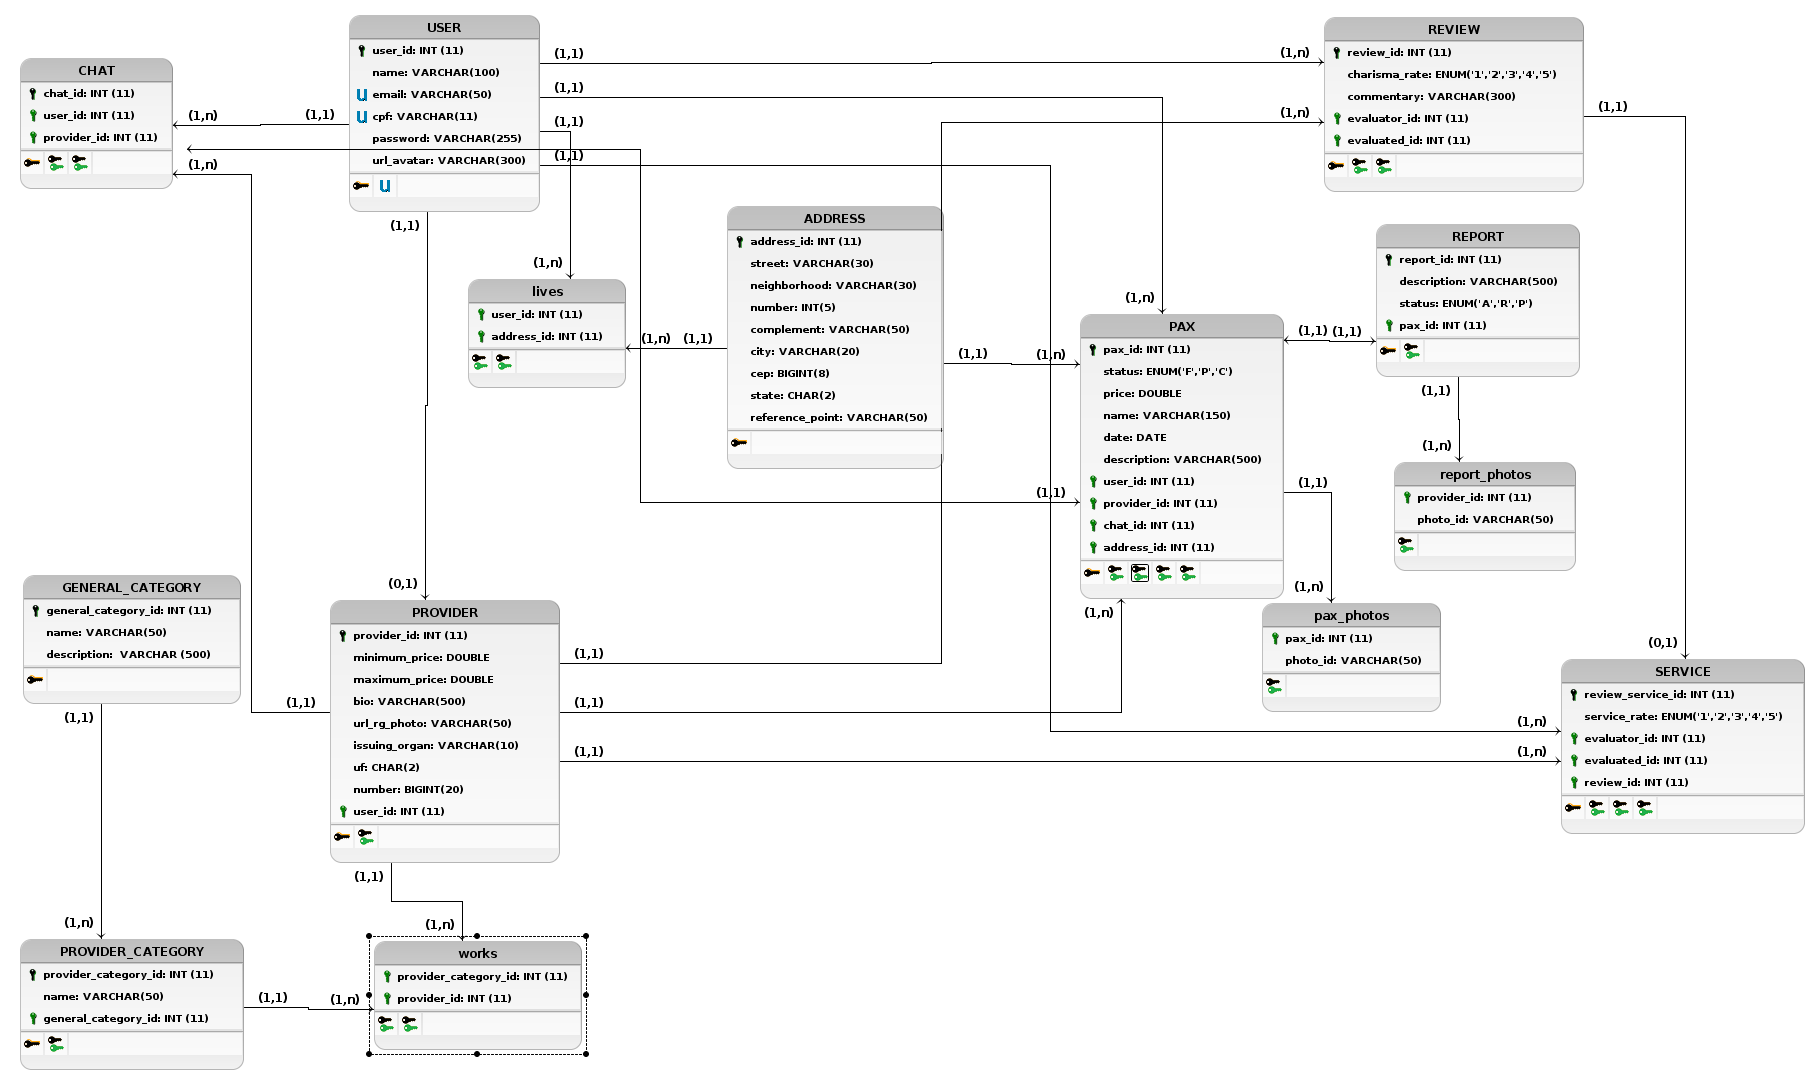 USER
user_id: INT (11)
name: VARCHAR(100)
u email: VARCHAR(50)
u cpf: VARCHAR(11)
password: VARCHAR(255)
url_avatar: VARCHAR(300)
u
(1,1)
(1,1)
(1,1)
(1,1)
(1,1)
(1,1)
CHAT
chat_id: INT (11)
user_id: INT (11)
provider_id: INT (11)
(1,n)
(1,n)
REVIEW
review_id: INT (11)
charisma_rate: ENUM('1','2','3','4','5')
commentary: VARCHAR(300)
evaluator_id: INT (11)
evaluated_id: INT (11)
(1,n)
(1,n)
(1,1)
ADDRESS
address_id: INT (11)
street: VARCHAR(30)
neighborhood: VARCHAR(30)
number: INT(5)
complement: VARCHAR(50)
city: VARCHAR(20)
cep: BIGINT(8)
state: CHAR(2)
reference_point: VARCHAR(50)
(1,1)
(1,1)
(1,n)
lives
user_id: INT (11)
address_id: INT (11)
(1,n)
REPORT
report_id: INT (11)
description: VARCHAR(500)
status: ENUM('A','R','P')
pax_id: INT (11)
(1,1)
(1,1)
(1,1)
(1,n)
PAX
pax_id: INT (11)
status: ENUM('F','P','C')
price: DOUBLE
name: VARCHAR(150)
date: DATE
description: VARCHAR(500)
user_id: INT (11)
provider_id: INT (11)
chat_id: INT (11)
address_id: INT (11)
(1,n)
(1,1)
(1,1)
(1,n)
(1,n)
report_photos
provider_id: INT (11)
photo_id: VARCHAR(50)
(1,n)
GENERAL_CATEGORY
general_category_id: INT (11)
name: VARCHAR(50)
description:  VARCHAR (500)
(1,1)
(0,1)
PROVIDER
provider_id: INT (11)
minimum_price: DOUBLE
maximum_price: DOUBLE
bio: VARCHAR(500)
url_rg_photo: VARCHAR(50)
issuing_organ: VARCHAR(10)
uf: CHAR(2)
number: BIGINT(20)
user_id: INT (11)
(1,1)
(1,1)
(1,1)
(1,1)
(1,1)
(1,n)
pax_photos
pax_id: INT (11)
photo_id: VARCHAR(50)
(0,1)
SERVICE
review_service_id: INT (11)
service_rate: ENUM('1','2','3','4','5')
evaluator_id: INT (11)
evaluated_id: INT (11)
review_id: INT (11)
(1,n)
(1,n)
(1,n)
PROVIDER_CATEGORY
provider_category_id: INT (11)
name: VARCHAR(50)
general_category_id: INT (11)
(1,1)
(1,n)
works
provider_category_id: INT (11)
provider_id: INT (11)